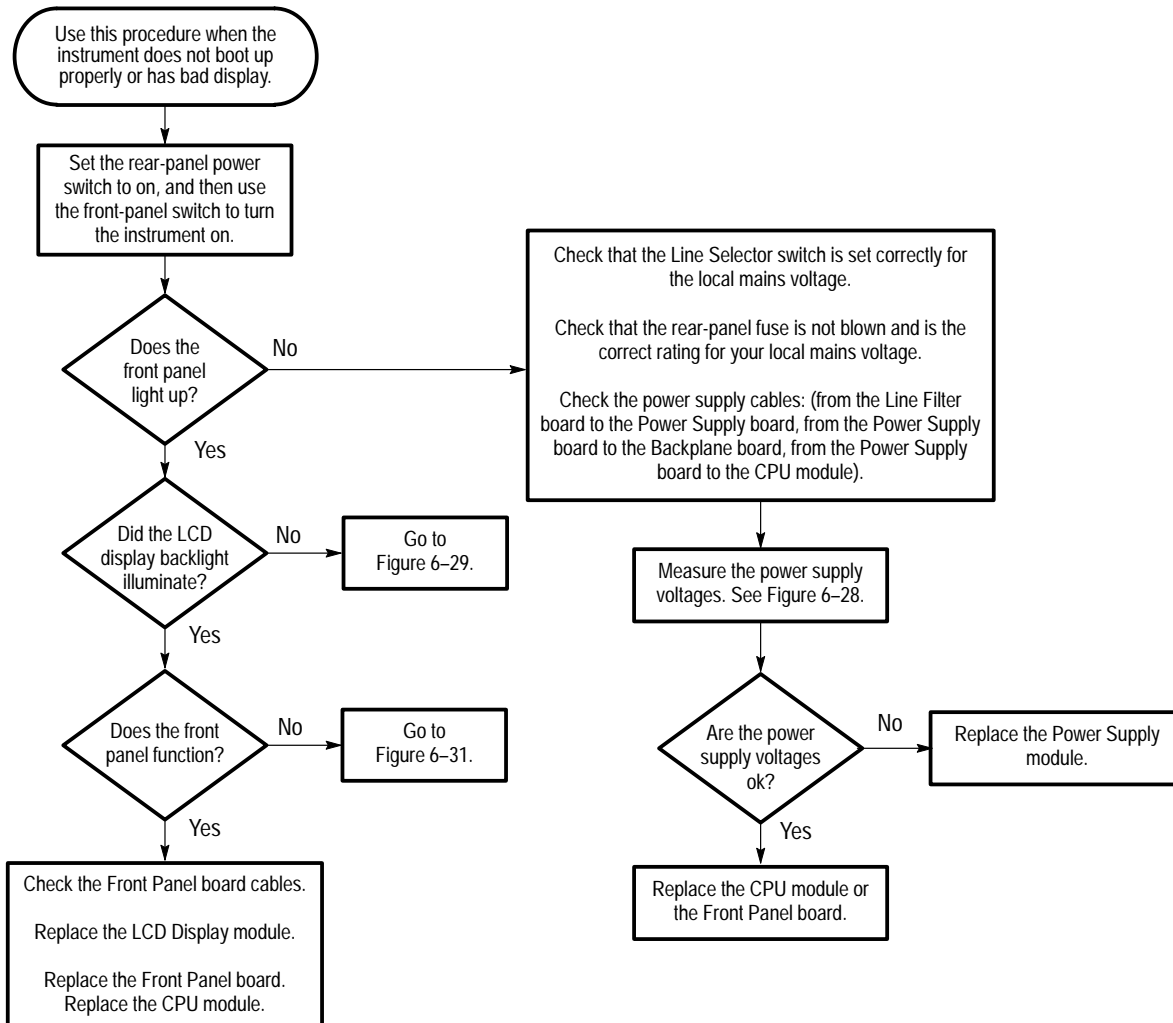 Use this procedure when the
instrument does not boot up
properly or has bad display.
Set the rear-panel power
switch to on, and then use
the front-panel switch to turn
the instrument on.
Does the
front panel
light up?
No
Yes
Did the LCD
display backlight
illuminate?
No
Go to
Figure 6–29.
Yes
Does the front
panel function?
No
Go to
Figure 6–31.
Yes
Check the Front Panel board cables.
Replace the LCD Display module.
Replace the Front Panel board.
Replace the CPU module.
Check that the Line Selector switch is set correctly for
the local mains voltage.
Check that the rear-panel fuse is not blown and is the
correct rating for your local mains voltage.
Check the power supply cables: (from the Line Filter
board to the Power Supply board, from the Power Supply
board to the Backplane board, from the Power Supply
board to the CPU module).
Measure the power supply
voltages. See Figure 6–28.
Are the power
supply voltages
ok?
No
Replace the Power Supply
module.
Yes
Replace the CPU module or
the Front Panel board.